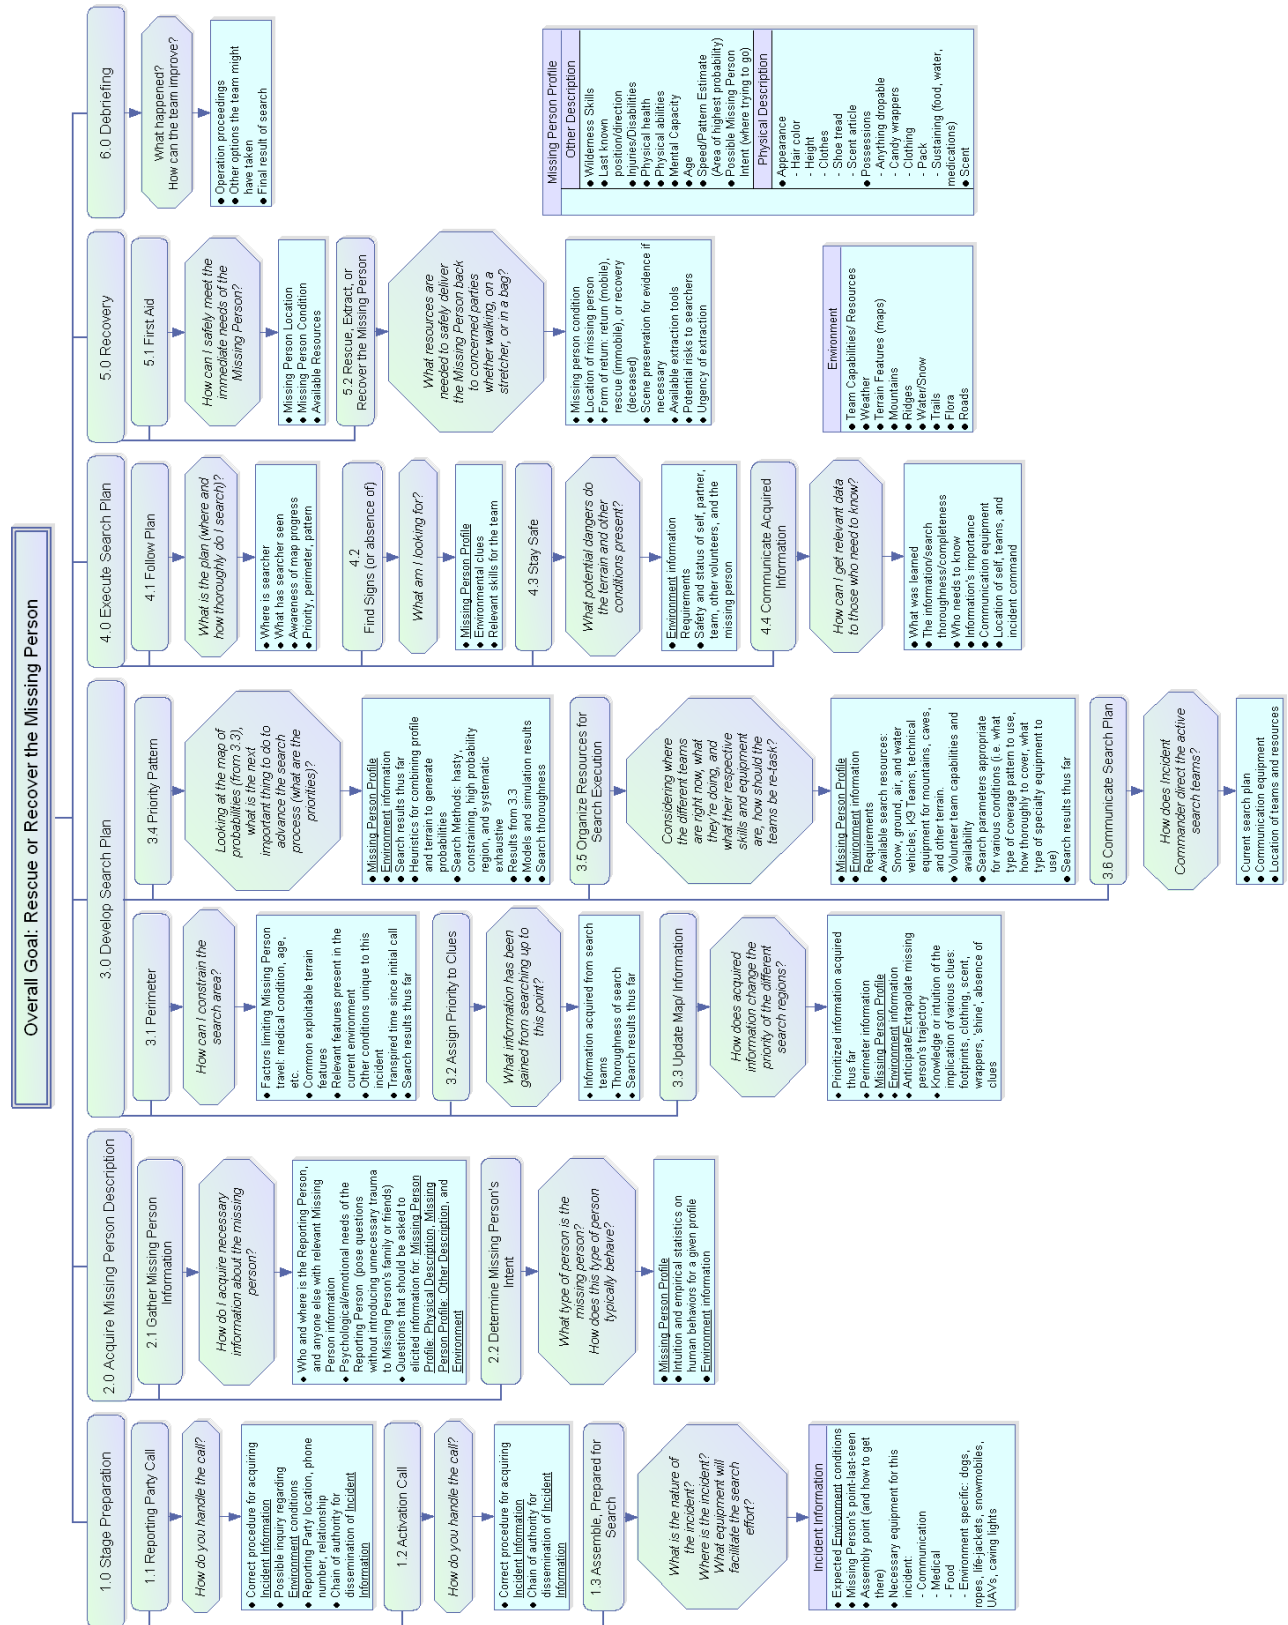 Overall Goal: Rescue or Recover the Missing Person
1.0 Stage Preparation
1.1 Reporting Party Call
How do you handle the call?
● Correct procedure for acquiring
Incident Information
● Possible inquiry regarding
Environment conditions
● Reporting Party location, phone
number, relationship
● Chain of authority for
dissemination of Incident
Information
1.2 Activation Call
How do you handle the call?
● Correct procedure for acquiring
Incident Information
● Chain of authority for
dissemination of Incident
Information
1.3 Assemble, Prepared for
Search
What is the nature of
the incident?
Where is the incident?
What equipment will
facilitate the search
effort?
Incident Information
● Expected Environment conditions
● Missing Person's point-last-seen
● Assembly point (and how to get
there)
● Necessary equipment for this
incident:
- Communication
- Medical
- Food
- Environment specific: dogs,
ropes, life-jackets, snowmobiles,
UAVs, caving lights
2.0 Acquire Missing Person Description
2.1 Gather Missing Person
Information
How do I acquire necessary
information about the missing
person?
● Who and where is the Reporting Person,
and anyone else with relevant Missing
Person information
● Psychological/emotional needs of the
Reporting Person (pose questions
without introducing unnecessary trauma
to Missing Person's family or friends)
● Questions that should be asked to
elicited information for: Missing Person
Profile: Physical Description, Missing
Person Profile: Other Description, and
Environment
2.2 Determine Missing Person's
Intent
What type of person is the
missing person?
How does this type of person
typically behave?
● Missing Person Profile
● Intuition and empirical statistics on
human behaviors for a given profile
● Environment information
3.0 Develop Search Plan
3.1 Perimeter
How can I constrain the
search area?
● Factors limiting Missing Person
travel: medical condition, age,
etc.
● Common exploitable terrain
features
● Relevant features present in the
current environment
● Other conditions unique to this
incident
● Transpired time since initial call
● Search results thus far
3.2 Assign Priority to Clues
What information has been
gained from searching up to
this point?
● Information acquired from search
teams
● Thoroughness of search
● Search results thus far
3.3 Update Map/ Information
How does acquired
information change the
priority of the different
search regions?
● Prioritized information acquired
thus far
● Perimeter information
● Missing Person Profile
● Environment information
● Anticipate/Extrapolate missing
person's trajectory
● Knowledge or intuition of the
implication of various clues:
footprints, clothing, scent,
wrappers, 'shine', absence of
clues
3.4 Priority Pattern
Looking at the map of
probabilities (from 3.3),
what is the next
important thing to do to
advance the search
process (what are the
priorities)?
● Missing Person Profile
● Environment information
● Search results thus far
● Heuristics for combining profile
and terrain to generate
probabilities
● Search Methods: hasty,
constraining, high probability
region, and systematic
exhaustive
● Results from 3.3
● Models and simulation results
● Search thoroughness
3.5 Organize Resources for
Search Execution
Considering where
the different teams
are right now, what
they're doing, and
what their respective
skills and equipment
are, how should the
teams be re-task?
● Missing Person Profile
● Environment information
Requirements
● Available search resources:
Snow, ground, air, and water
vehicles; K9 Teams; technical
equipment for mountains, caves,
and other terrain.
● Volunteer team capabilities and
availability
● Search parameters appropriate
for various conditions (i.e. what
type of coverage pattern to use,
how thoroughly to cover, what
type of specialty equipment to
use)
● Search results thus far
3.6 Communicate Search Plan
How does Incident
Commander direct the active
search teams?
● Current search plan
● Communication equipment
● Location of teams and resources
4.0 Execute Search Plan
4.1 Follow Plan
What is the plan (where and
how thoroughly do I search)?
● Where is searcher
● What has searcher seen
● Awareness of map progress
● Priority, perimeter, pattern
4.2
Find Signs (or absence of)
What am I looking for?
● Missing Person Profile
● Environmental clues
● Relevant skills for the team
4.3 Stay Safe
What potential dangers do
the terrain and other
conditions present?
● Environment information
Requirements
● Safety and status of self, partner,
team, other volunteers, and the
missing person
4.4 Communicate Acquired
Information
How can I get relevant data
to those who need to know?
● What was learned
● The information/search
thoroughness/completeness
● Who needs to know
● Information's importance
● Communication equipment
● Location of self, teams, and
incident command
5.0 Recovery
5.1 First Aid
How can I safely meet the
immediate needs of the
Missing Person?
● Missing Person Location
● Missing Person Condition
● Available Resources
5.2 Rescue, Extract, or
Recover the Missing Person
What resources are
needed to safely deliver
the Missing Person back
to concerned parties
whether walking, on a
stretcher, or in a bag?
● Missing person condition
● Location of missing person
● Form of return: return (mobile),
rescue (immobile), or recovery
(deceased)
● Scene preservation for evidence if
necessary
● Available extraction tools
● Potential risks to searchers
● Urgency of extraction
6.0 Debriefing
What happened?
How can the team improve?
● Operation proceedings
● Other options the team might
have taken
● Final result of search
Environment
● Team Capabilities/ Resources
● Weather
● Terrain Features (maps)
● Mountains
● Ridges
● Water/Snow
● Trails
● Flora
● Roads
Missing Person Profile
Other Description
● Wilderness Skills
● Last known
position/direction
● Injuries/Disabilities
● Physical health
● Physical abilities
● Mental Capacity
● Age
● Speed/Pattern Estimate
(Area of highest probability)
● Possible Missing Person
Intent (where trying to go)
Physical Description
● Appearance
- Hair color
- Height
- Clothes
- Shoe tread
- Scent article
● Possessions
- Anything dropable
- Candy wrappers
- Clothing
- Pack
- Sustaining (food, water,
medications)
● Scent